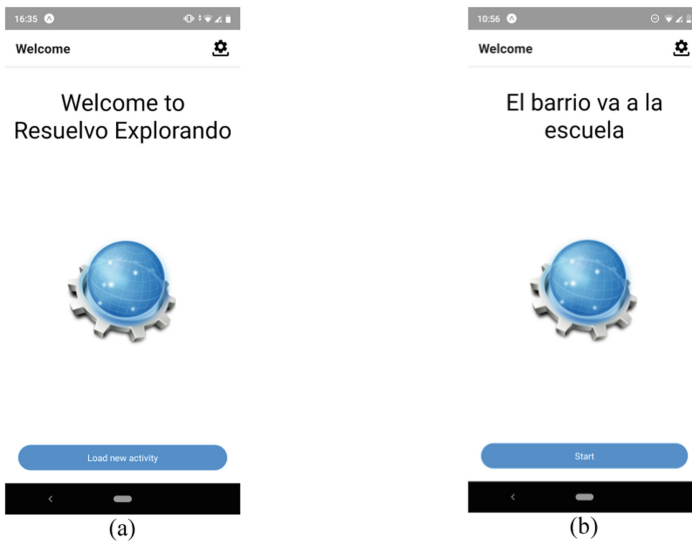 16:35
Welcome
Welcome to
Resuelvo Explorando
Load new activity
(a)
10:56
Welcome
El barrio va a la
escuela
Start
(b)